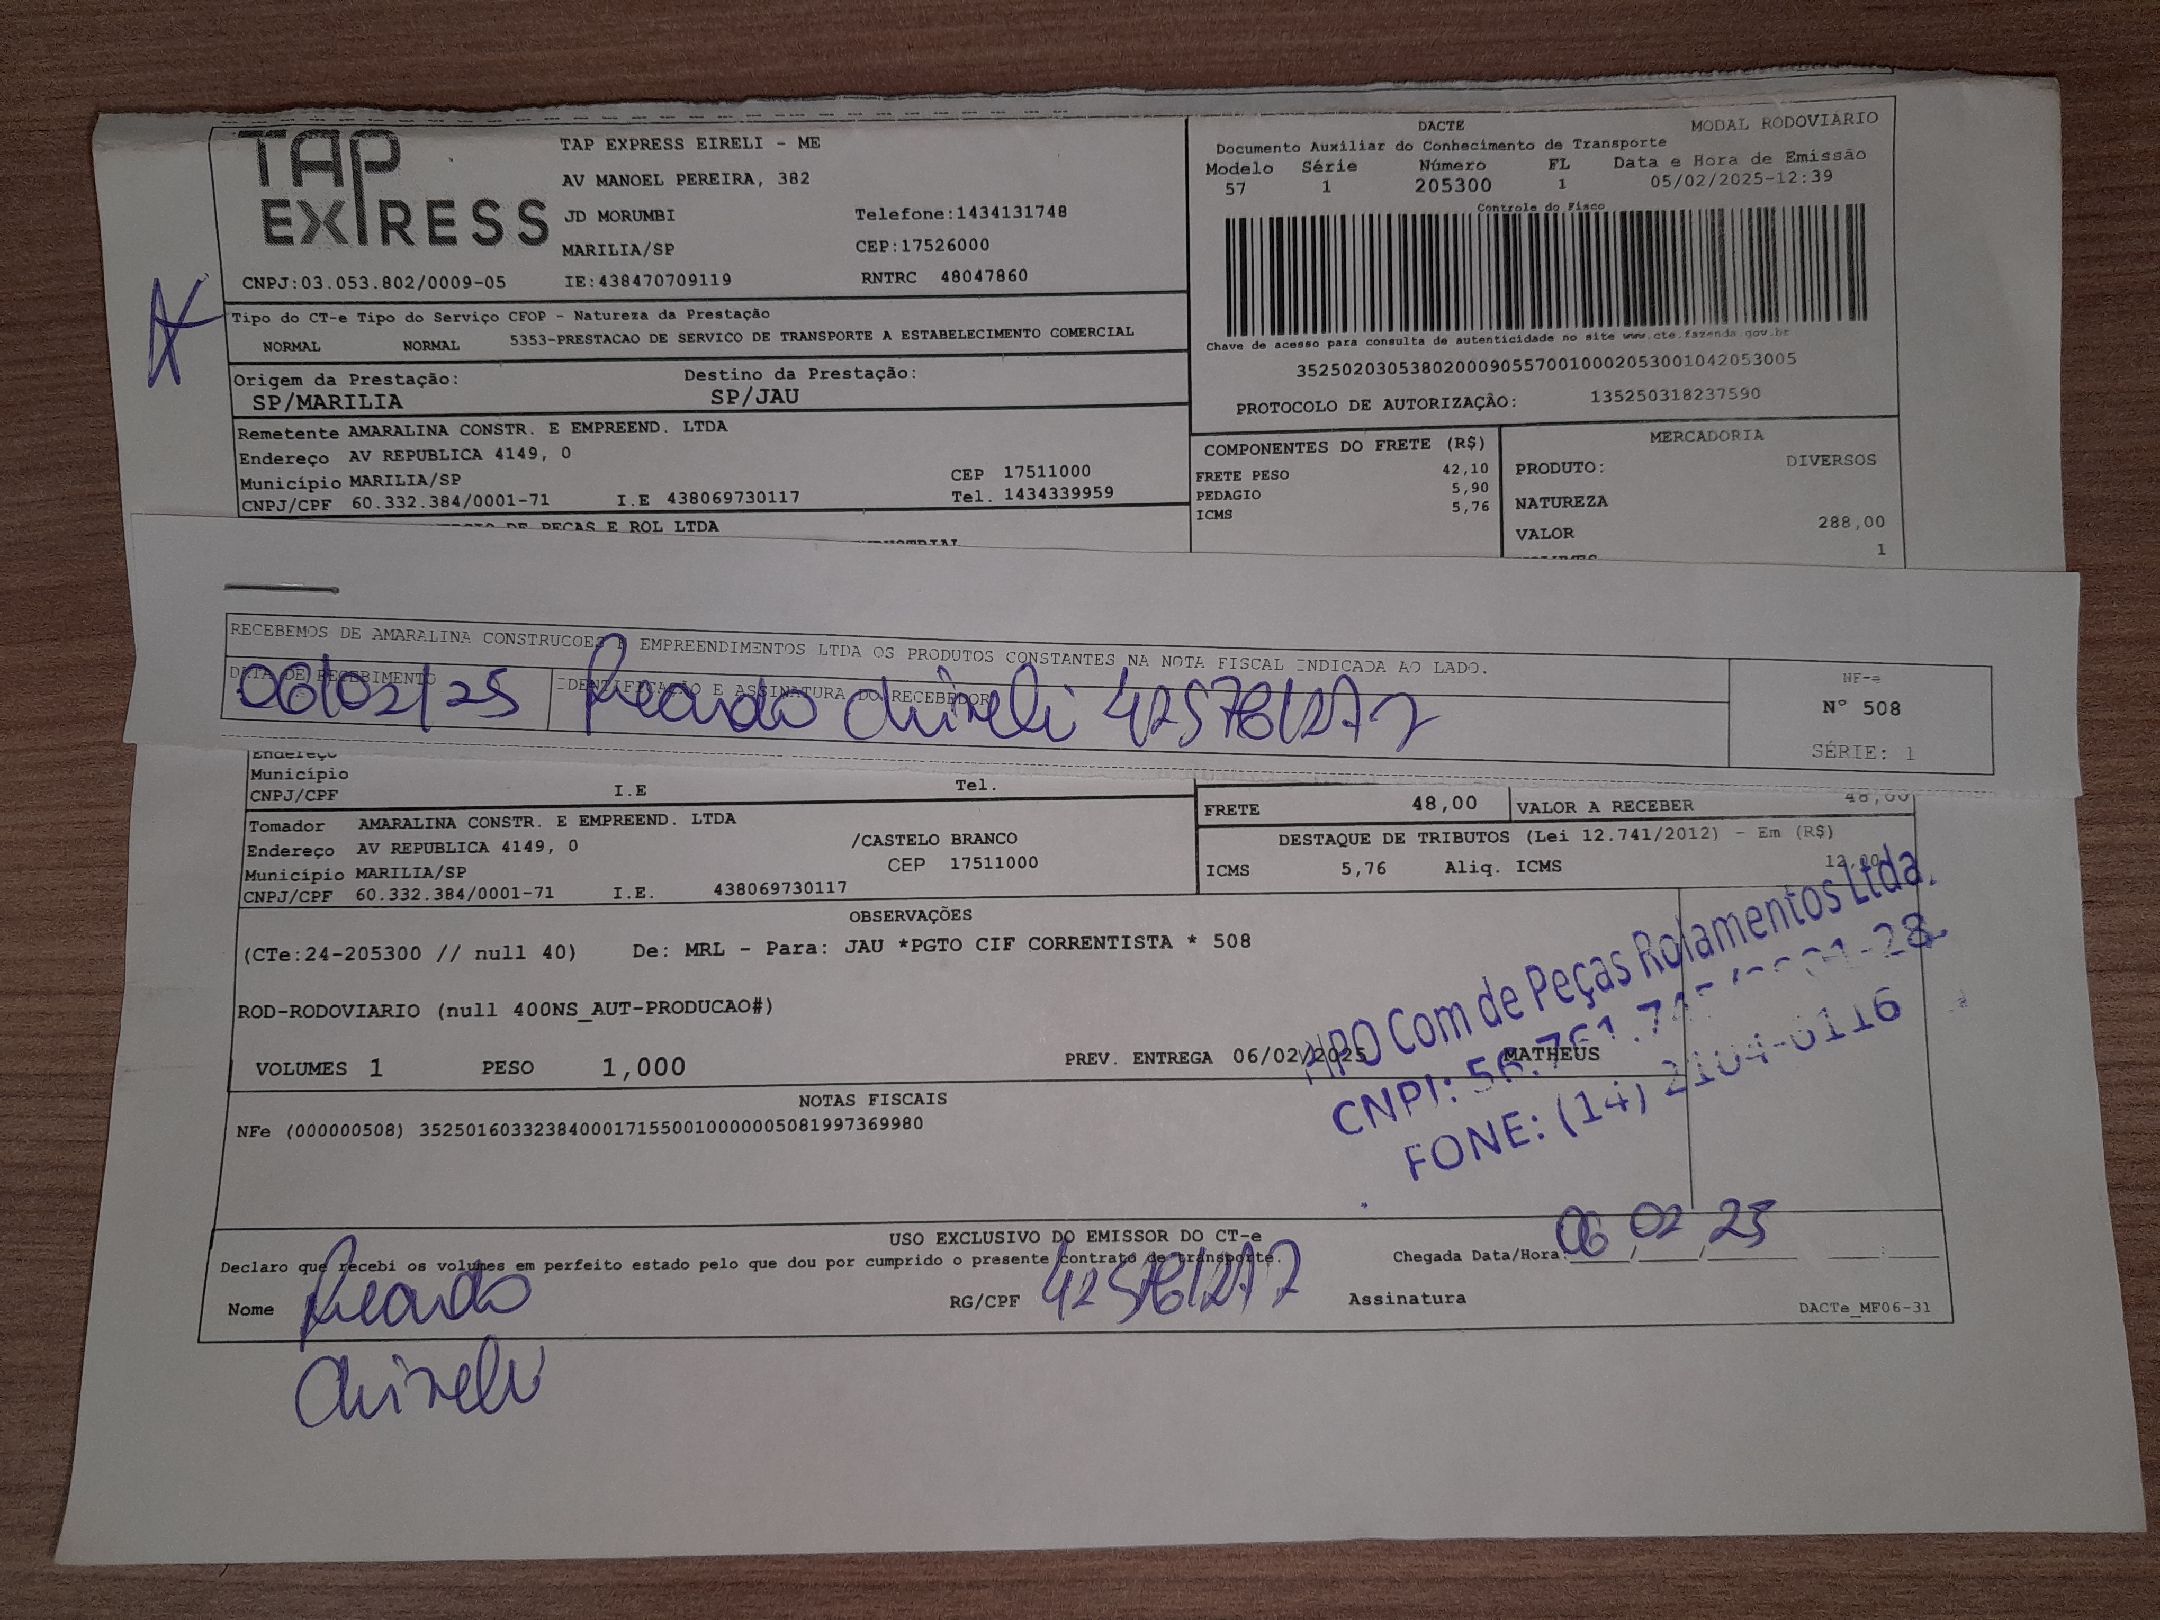 TAP EXPRESS
TAP EXPRESS EIRELI - ME
AV MANOEL PEREIRA, 382
JD MORUMBI Telefone:1434131748
MARILIA/SP CEP:17526000
CNPJ:03.053.802/0009-05 IE:438470709119 RNTRC 48047860
DACTE MODAL RODOVIÁRIO
Documento Auxiliar do Conhecimento de Transporte
Modelo Série Número FL Data e Hora de Emissão
57 1 205300 1 05/02/2025-12:39
Controle do Fisco
Chave de acesso para consulta de autenticidade no site www.cte.fazenda.gov.br
35250203053802000905570010002053001042053005
PROTOCOLO DE AUTORIZAÇÃO: 135250318237590
Tipo do CT-e Tipo do Serviço CFOP - Natureza da Prestação
NORMAL NORMAL 5353-PRESTACAO DE SERVICO DE TRANSPORTE A ESTABELECIMENTO COMERCIAL
Origem da Prestação: Destino da Prestação:
SP/MARILIA SP/JAU
Remetente AMARALINA CONSTR. E EMPREEND. LTDA
Endereço AV REPUBLICA 4149, 0
Município MARILIA/SP CEP 17511000
CNPJ/CPF 60.332.384/0001-71 I.E 438069730117 Tel. 1434339959
DE PEÇAS E ROL LTDA
COMPONENTES DO FRETE (R$)
FRETE PESO 42,10
PEDAGIO 5,90
ICMS 5,76
MERCADORIA
PRODUTO: DIVERSOS
NATUREZA
VALOR 288,00
1
RECEBEMOS DE AMARALINA CONSTRUCOES E EMPREENDIMENTOS LTDA OS PRODUTOS CONSTANTES NA NOTA FISCAL INDICADA AO LADO.
DATA DE RECEBIMENTO IDENTIFICAÇÃO E ASSINATURA DO RECEBEDOR
06/02/25
NF-e
Nº 508
SÉRIE: 1
Endereço
Município
CNPJ/CPF I.E Tel.
FRETE 48,00 VALOR A RECEBER 48,00
Tomador AMARALINA CONSTR. E EMPREEND. LTDA
Endereço AV REPUBLICA 4149, 0 /CASTELO BRANCO
Município MARILIA/SP CEP 17511000
CNPJ/CPF 60.332.384/0001-71 I.E. 438069730117
DESTAQUE DE TRIBUTOS (Lei 12.741/2012) - Em (R$)
ICMS 5,76 Aliq. ICMS 12,00
OBSERVAÇÕES
(CTe:24-205300 // null 40) De: MRL - Para: JAU *PGTO CIF CORRENTISTA * 508
ROD-RODOVIARIO (null 400NS_AUT-PRODUCAO#)
VOLUMES 1 PESO 1,000 PREV. ENTREGA 06/02/2025 MATHEUS
Com de Peças Rolamentos Ltda.
CNPJ:
FONE: (14)
NOTAS FISCAIS
NFe (000000508) 35250160332384000171550010000005081997369980
USO EXCLUSIVO DO EMISSOR DO CT-e
Declaro que recebi os volumes em perfeito estado pelo que dou por cumprido o presente contrato de transporte.
Chegada Data/Hora: 06/02/25
Nome RG/CPF Assinatura
DACTe_MF06-31